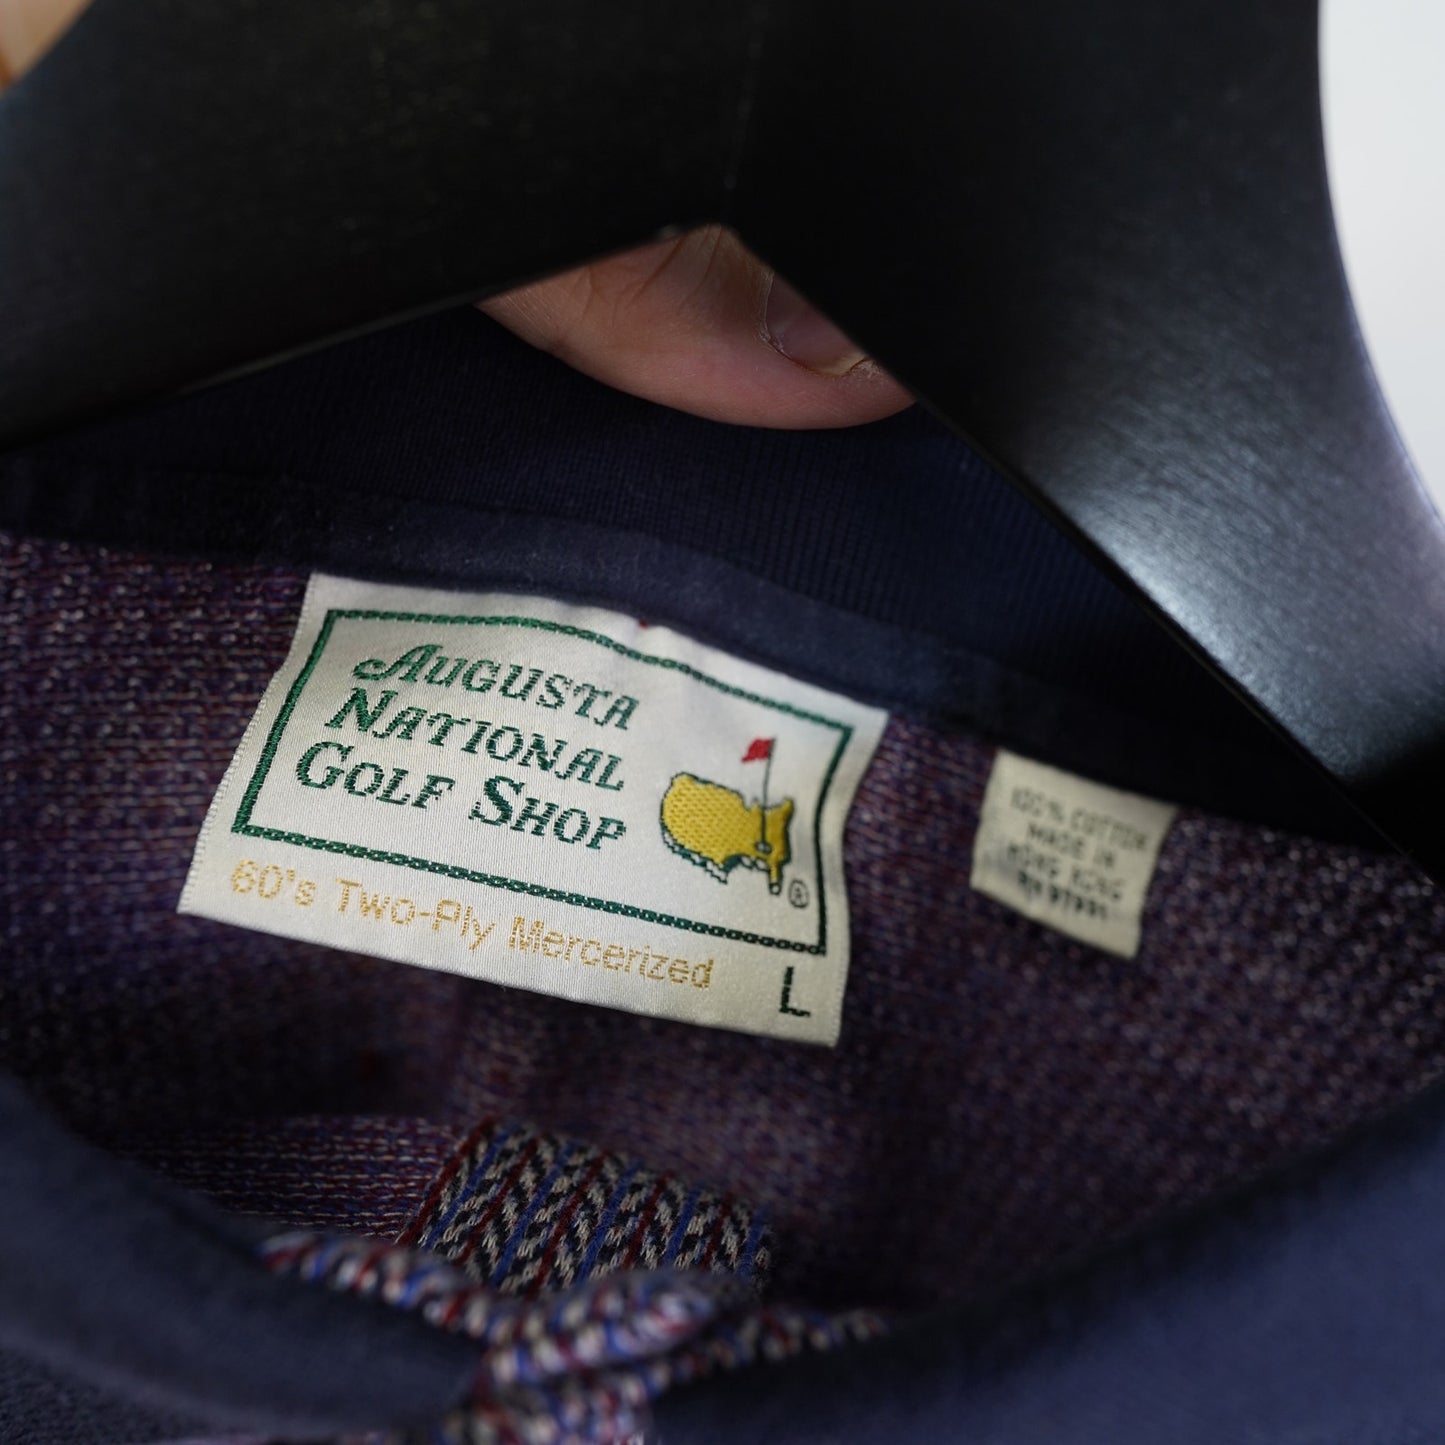 Augusta
National
Golf Shop
®
60's Two-Ply Mercerized
L
100% COTTON
MADE IN
HONG KONG